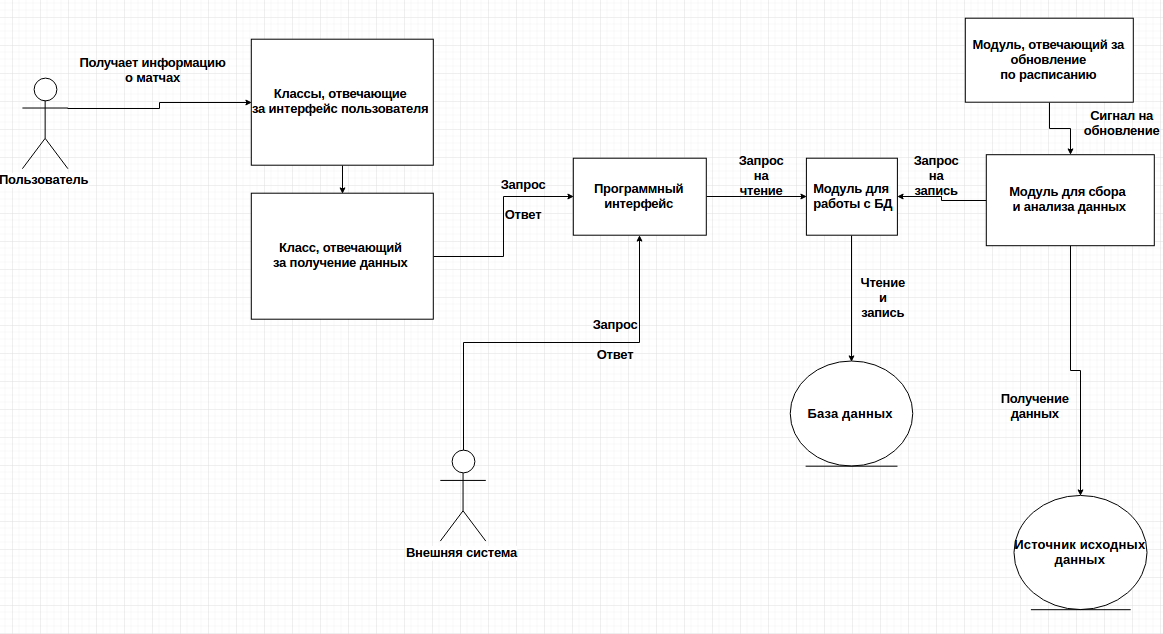 Получает информацию
о матчах
Пользователь
Классы, отвечающие
за интерфейс пользователя
Класс, отвечающий
за получение данных
Запрос
Ответ
Программный
интерфейс
Запрос
Ответ
Внешняя система
Запрос
на
чтение
Модуль для
работы с БД
Чтение
и
запись
База данных
Запрос
на
запись
Модуль, отвечающий за
обновление
по расписанию
Сигнал на
обновление
Модуль для сбора
и анализа данных
Получение
данных
Источник исходных
данных